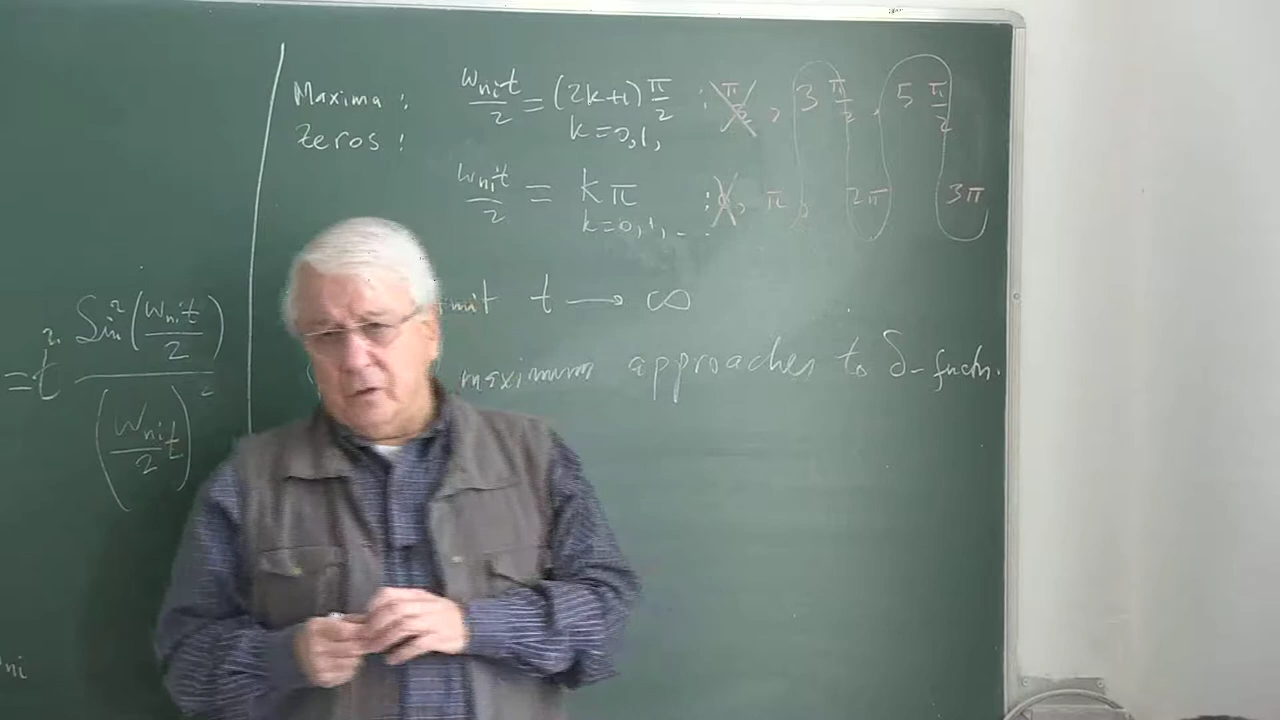 Maxima : ω_ni t / 2 = (2k+1) π/2 : π/2, 3 π/2, 5 π/2
k=0,1,
Zeros :
ω_ni t / 2 = kπ : 0, π, 2π, 3π
k=0,1,..
t → ∞
maximum approaches to δ-functn.
= t² Sin²(ω_ni t / 2) / (ω_ni t / 2)²
ni